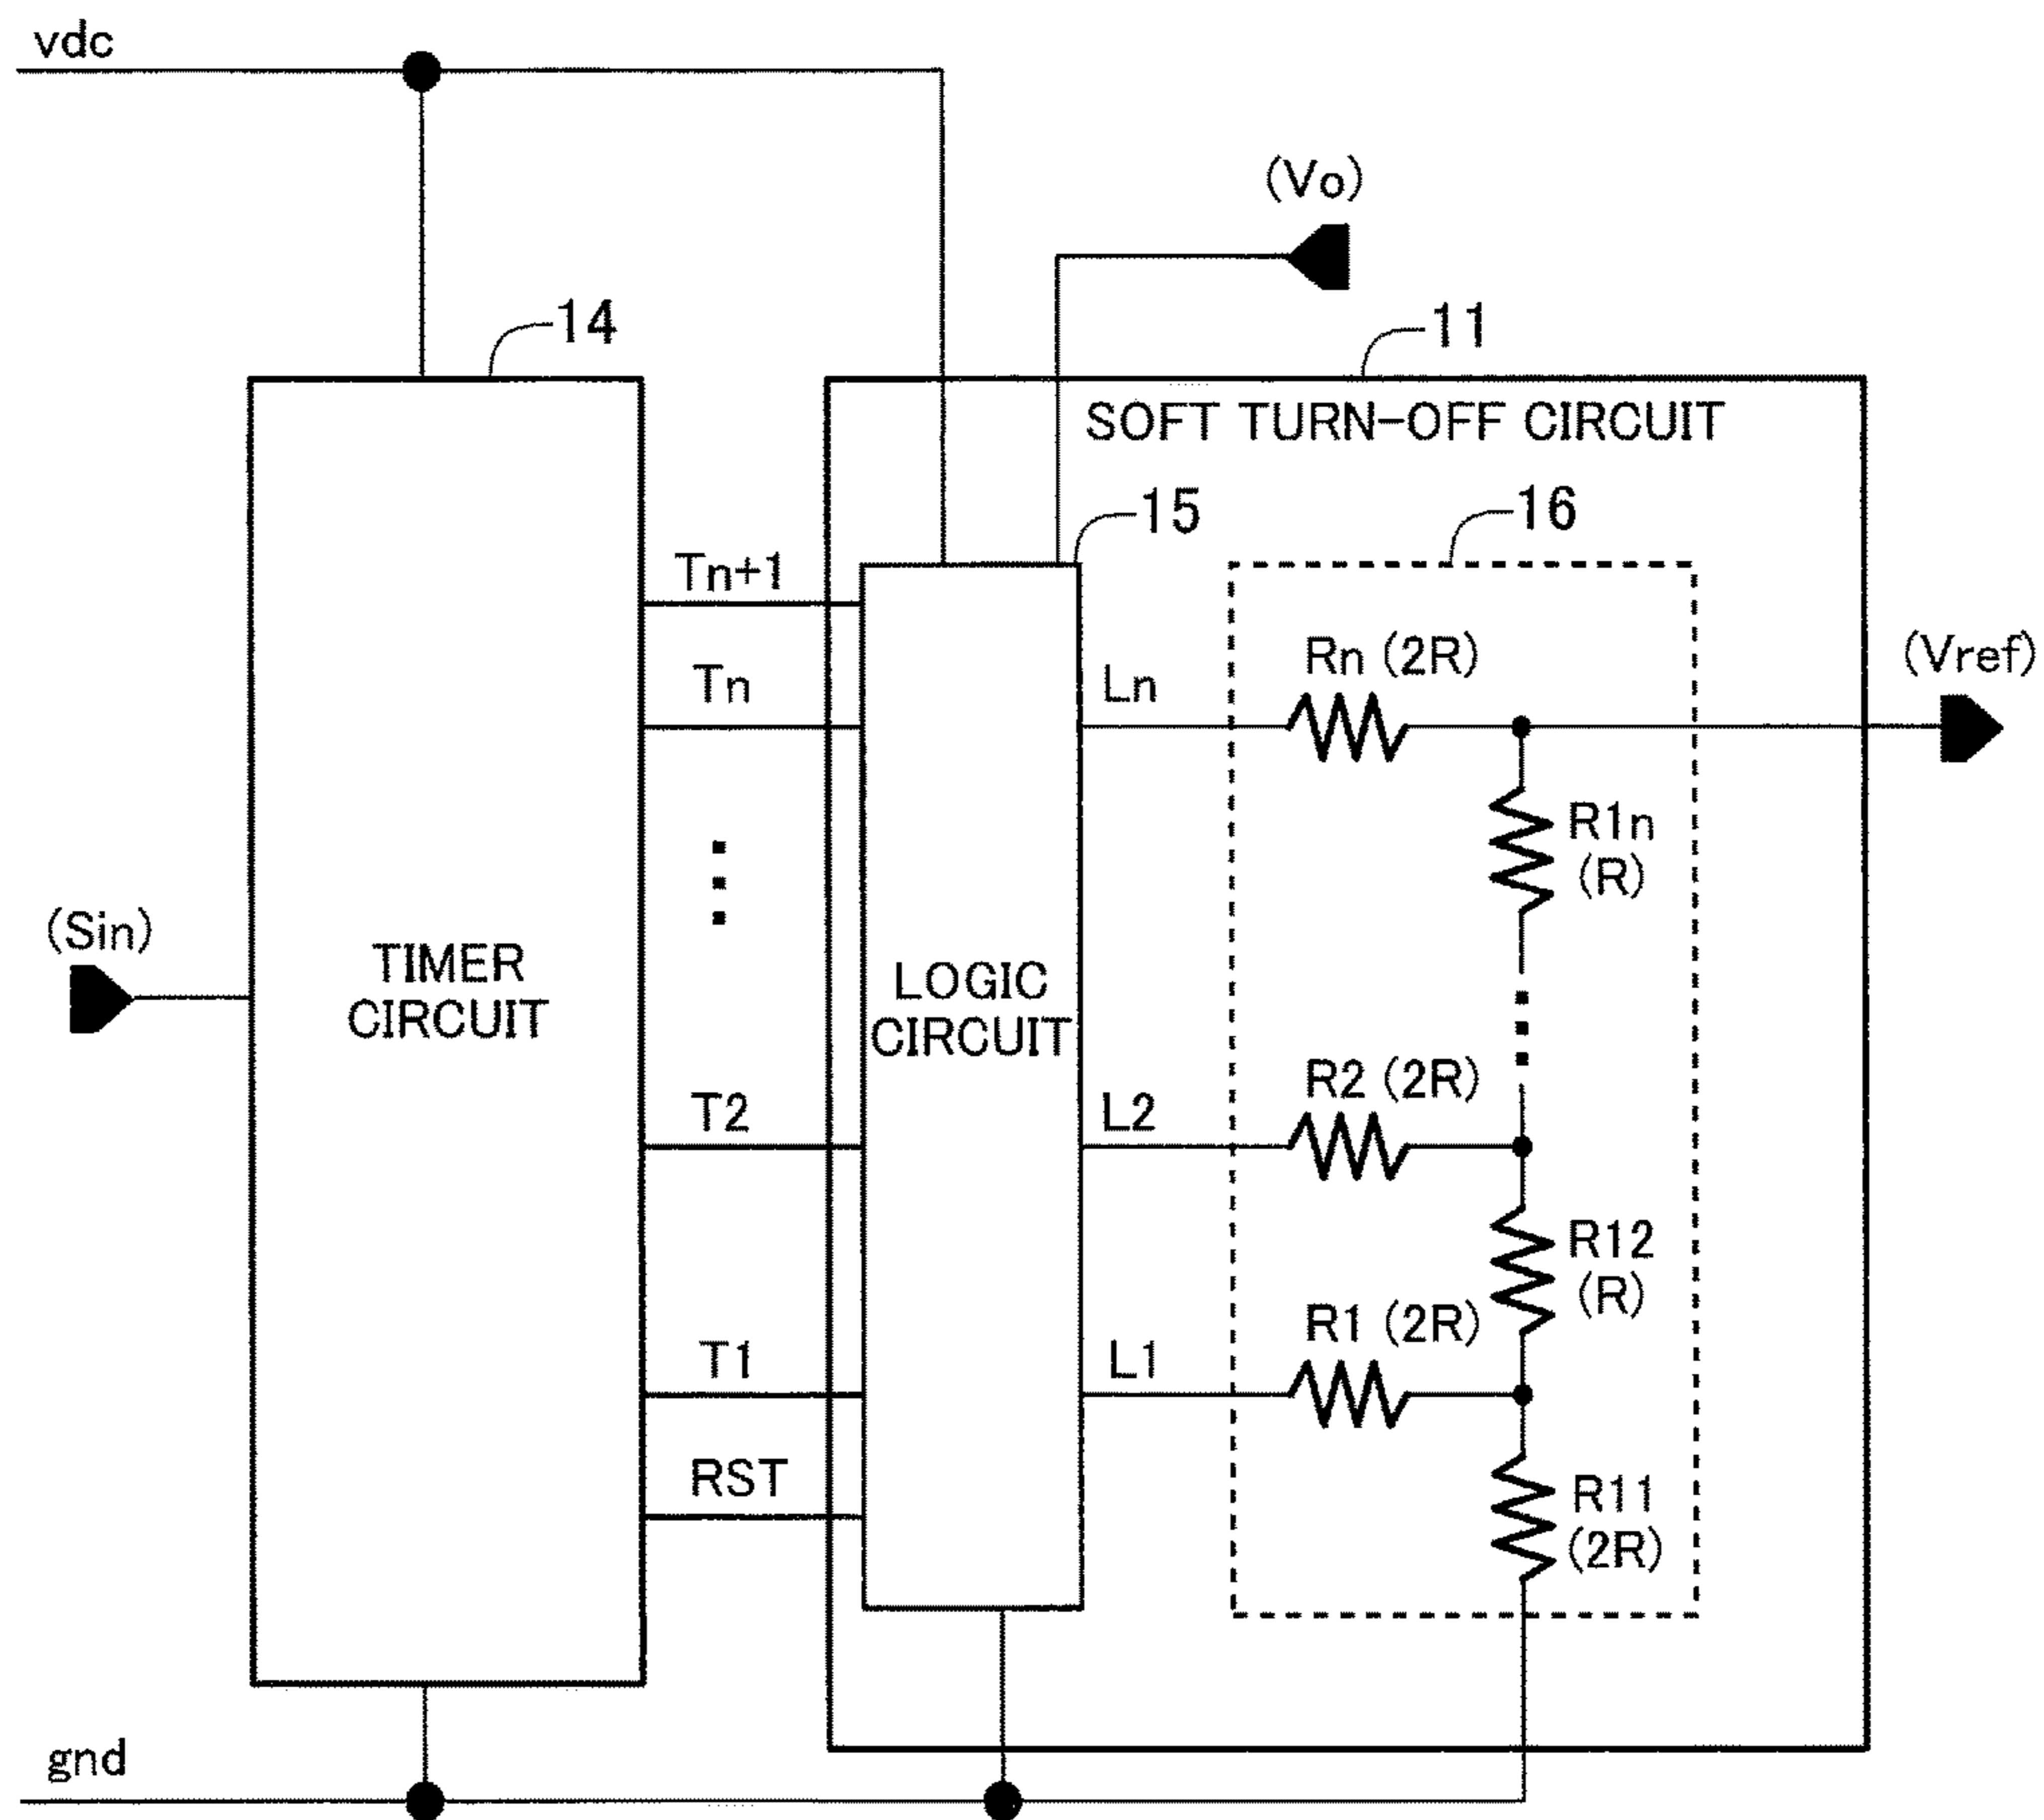 vdc
(Vo)
14
11
SOFT TURN-OFF CIRCUIT
15
16
Tn+1
Rn (2R)
(Vref)
Tn
Ln
R1n
(R)
(Sin)
TIMER
CIRCUIT
LOGIC
CIRCUIT
R2 (2R)
T2
L2
R12
(R)
R1 (2R)
T1
L1
RST
R11
(2R)
gnd